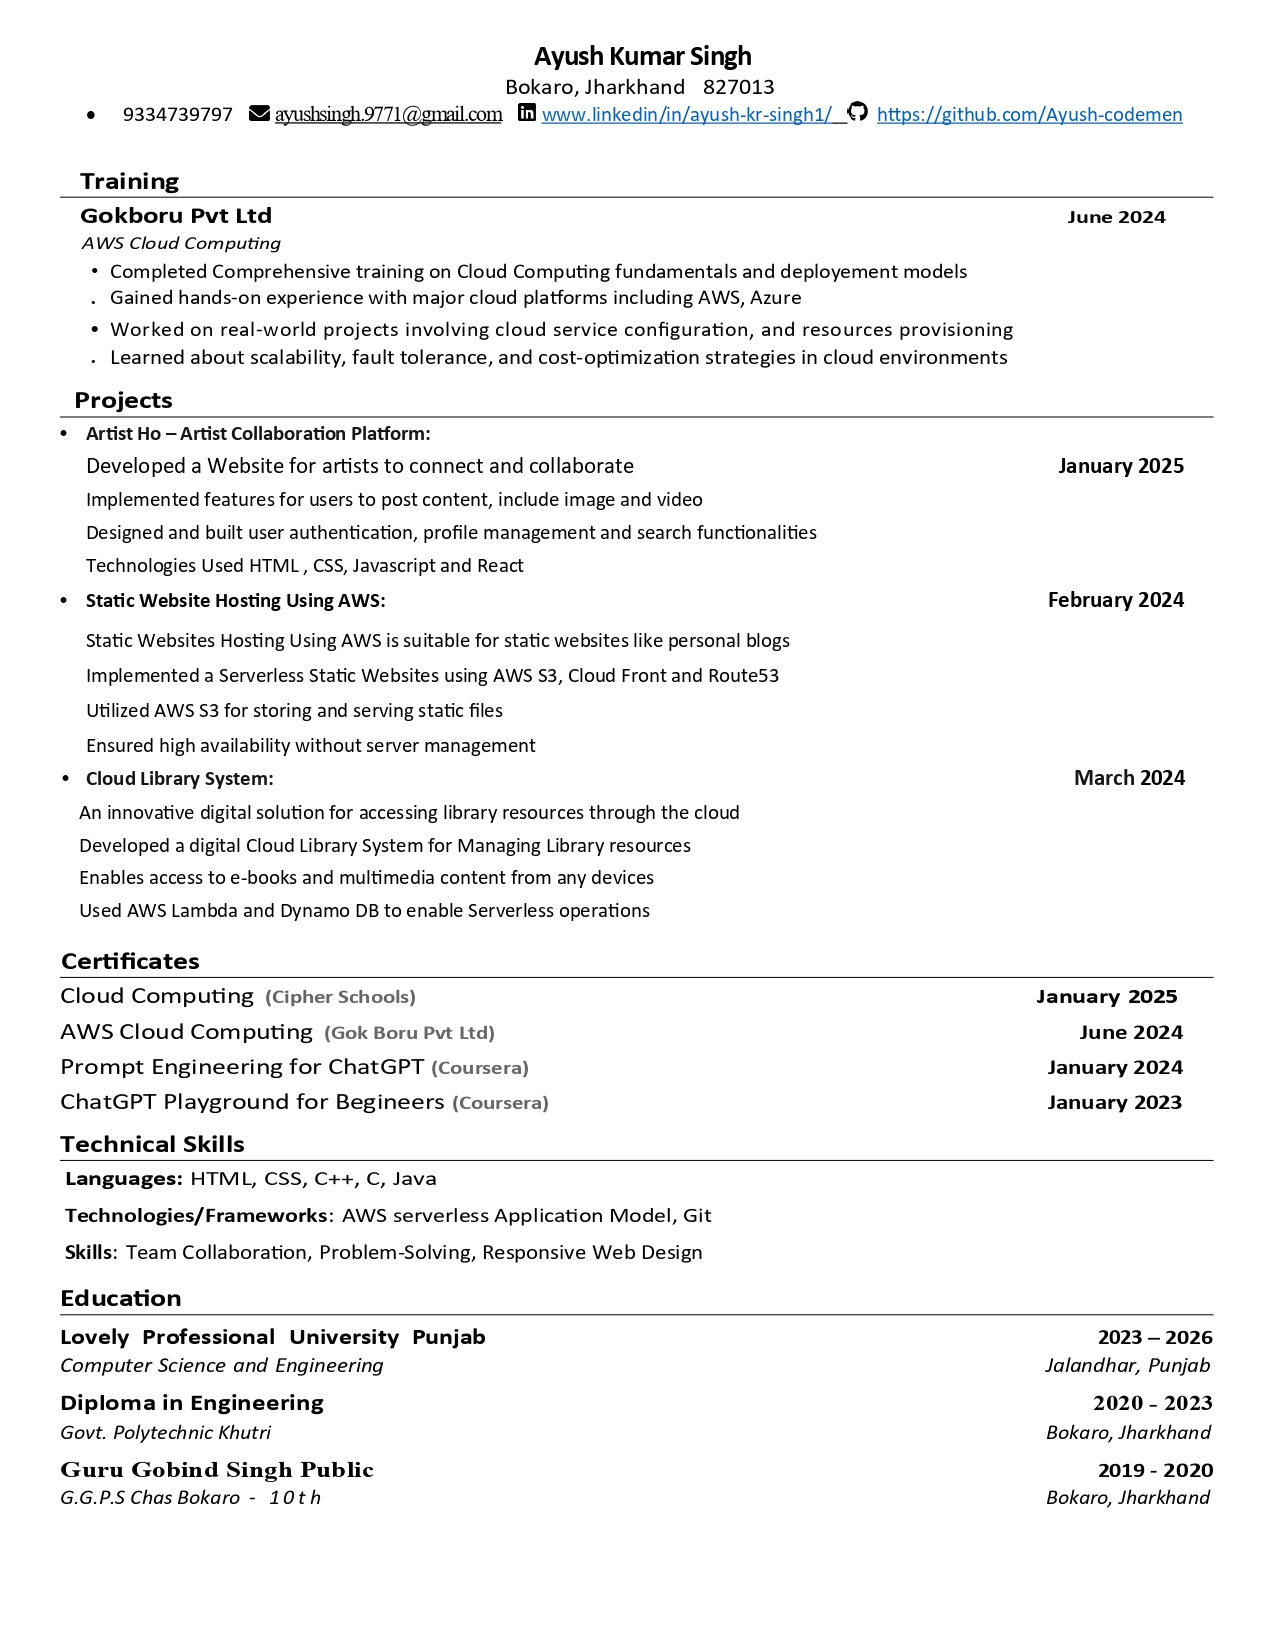 Ayush Kumar Singh
Bokaro, Jharkhand 827013
• 9334739797 ayushsingh.9771@gmail.com www.linkedin/in/ayush-kr-singh1/ https://github.com/Ayush-codemen
Training
Gokboru Pvt Ltd June 2024
AWS Cloud Computing
• Completed Comprehensive training on Cloud Computing fundamentals and deployement models
. Gained hands-on experience with major cloud platforms including AWS, Azure
• Worked on real-world projects involving cloud service configuration, and resources provisioning
. Learned about scalability, fault tolerance, and cost-optimization strategies in cloud environments
Projects
• Artist Ho – Artist Collaboration Platform:
Developed a Website for artists to connect and collaborate January 2025
Implemented features for users to post content, include image and video
Designed and built user authentication, profile management and search functionalities
Technologies Used HTML , CSS, Javascript and React
• Static Website Hosting Using AWS: February 2024
Static Websites Hosting Using AWS is suitable for static websites like personal blogs
Implemented a Serverless Static Websites using AWS S3, Cloud Front and Route53
Utilized AWS S3 for storing and serving static files
Ensured high availability without server management
• Cloud Library System: March 2024
An innovative digital solution for accessing library resources through the cloud
Developed a digital Cloud Library System for Managing Library resources
Enables access to e-books and multimedia content from any devices
Used AWS Lambda and Dynamo DB to enable Serverless operations
Certificates
Cloud Computing (Cipher Schools) January 2025
AWS Cloud Computing (Gok Boru Pvt Ltd) June 2024
Prompt Engineering for ChatGPT (Coursera) January 2024
ChatGPT Playground for Begineers (Coursera) January 2023
Technical Skills
Languages: HTML, CSS, C++, C, Java
Technologies/Frameworks: AWS serverless Application Model, Git
Skills: Team Collaboration, Problem-Solving, Responsive Web Design
Education
Lovely Professional University Punjab 2023 – 2026
Computer Science and Engineering Jalandhar, Punjab
Diploma in Engineering 2020 - 2023
Govt. Polytechnic Khutri Bokaro, Jharkhand
Guru Gobind Singh Public 2019 - 2020
G.G.P.S Chas Bokaro - 10th Bokaro, Jharkhand